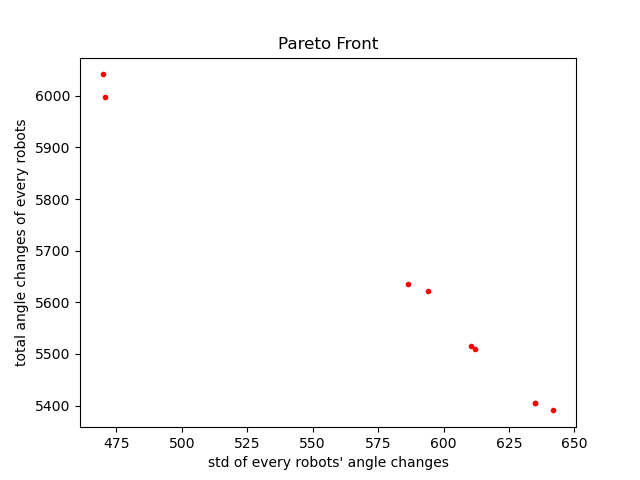 Pareto Front
total angle changes of every robots
6000
5900
5800
5700
5600
5500
5400
475 500 525 550 575 600 625 650
std of every robots' angle changes